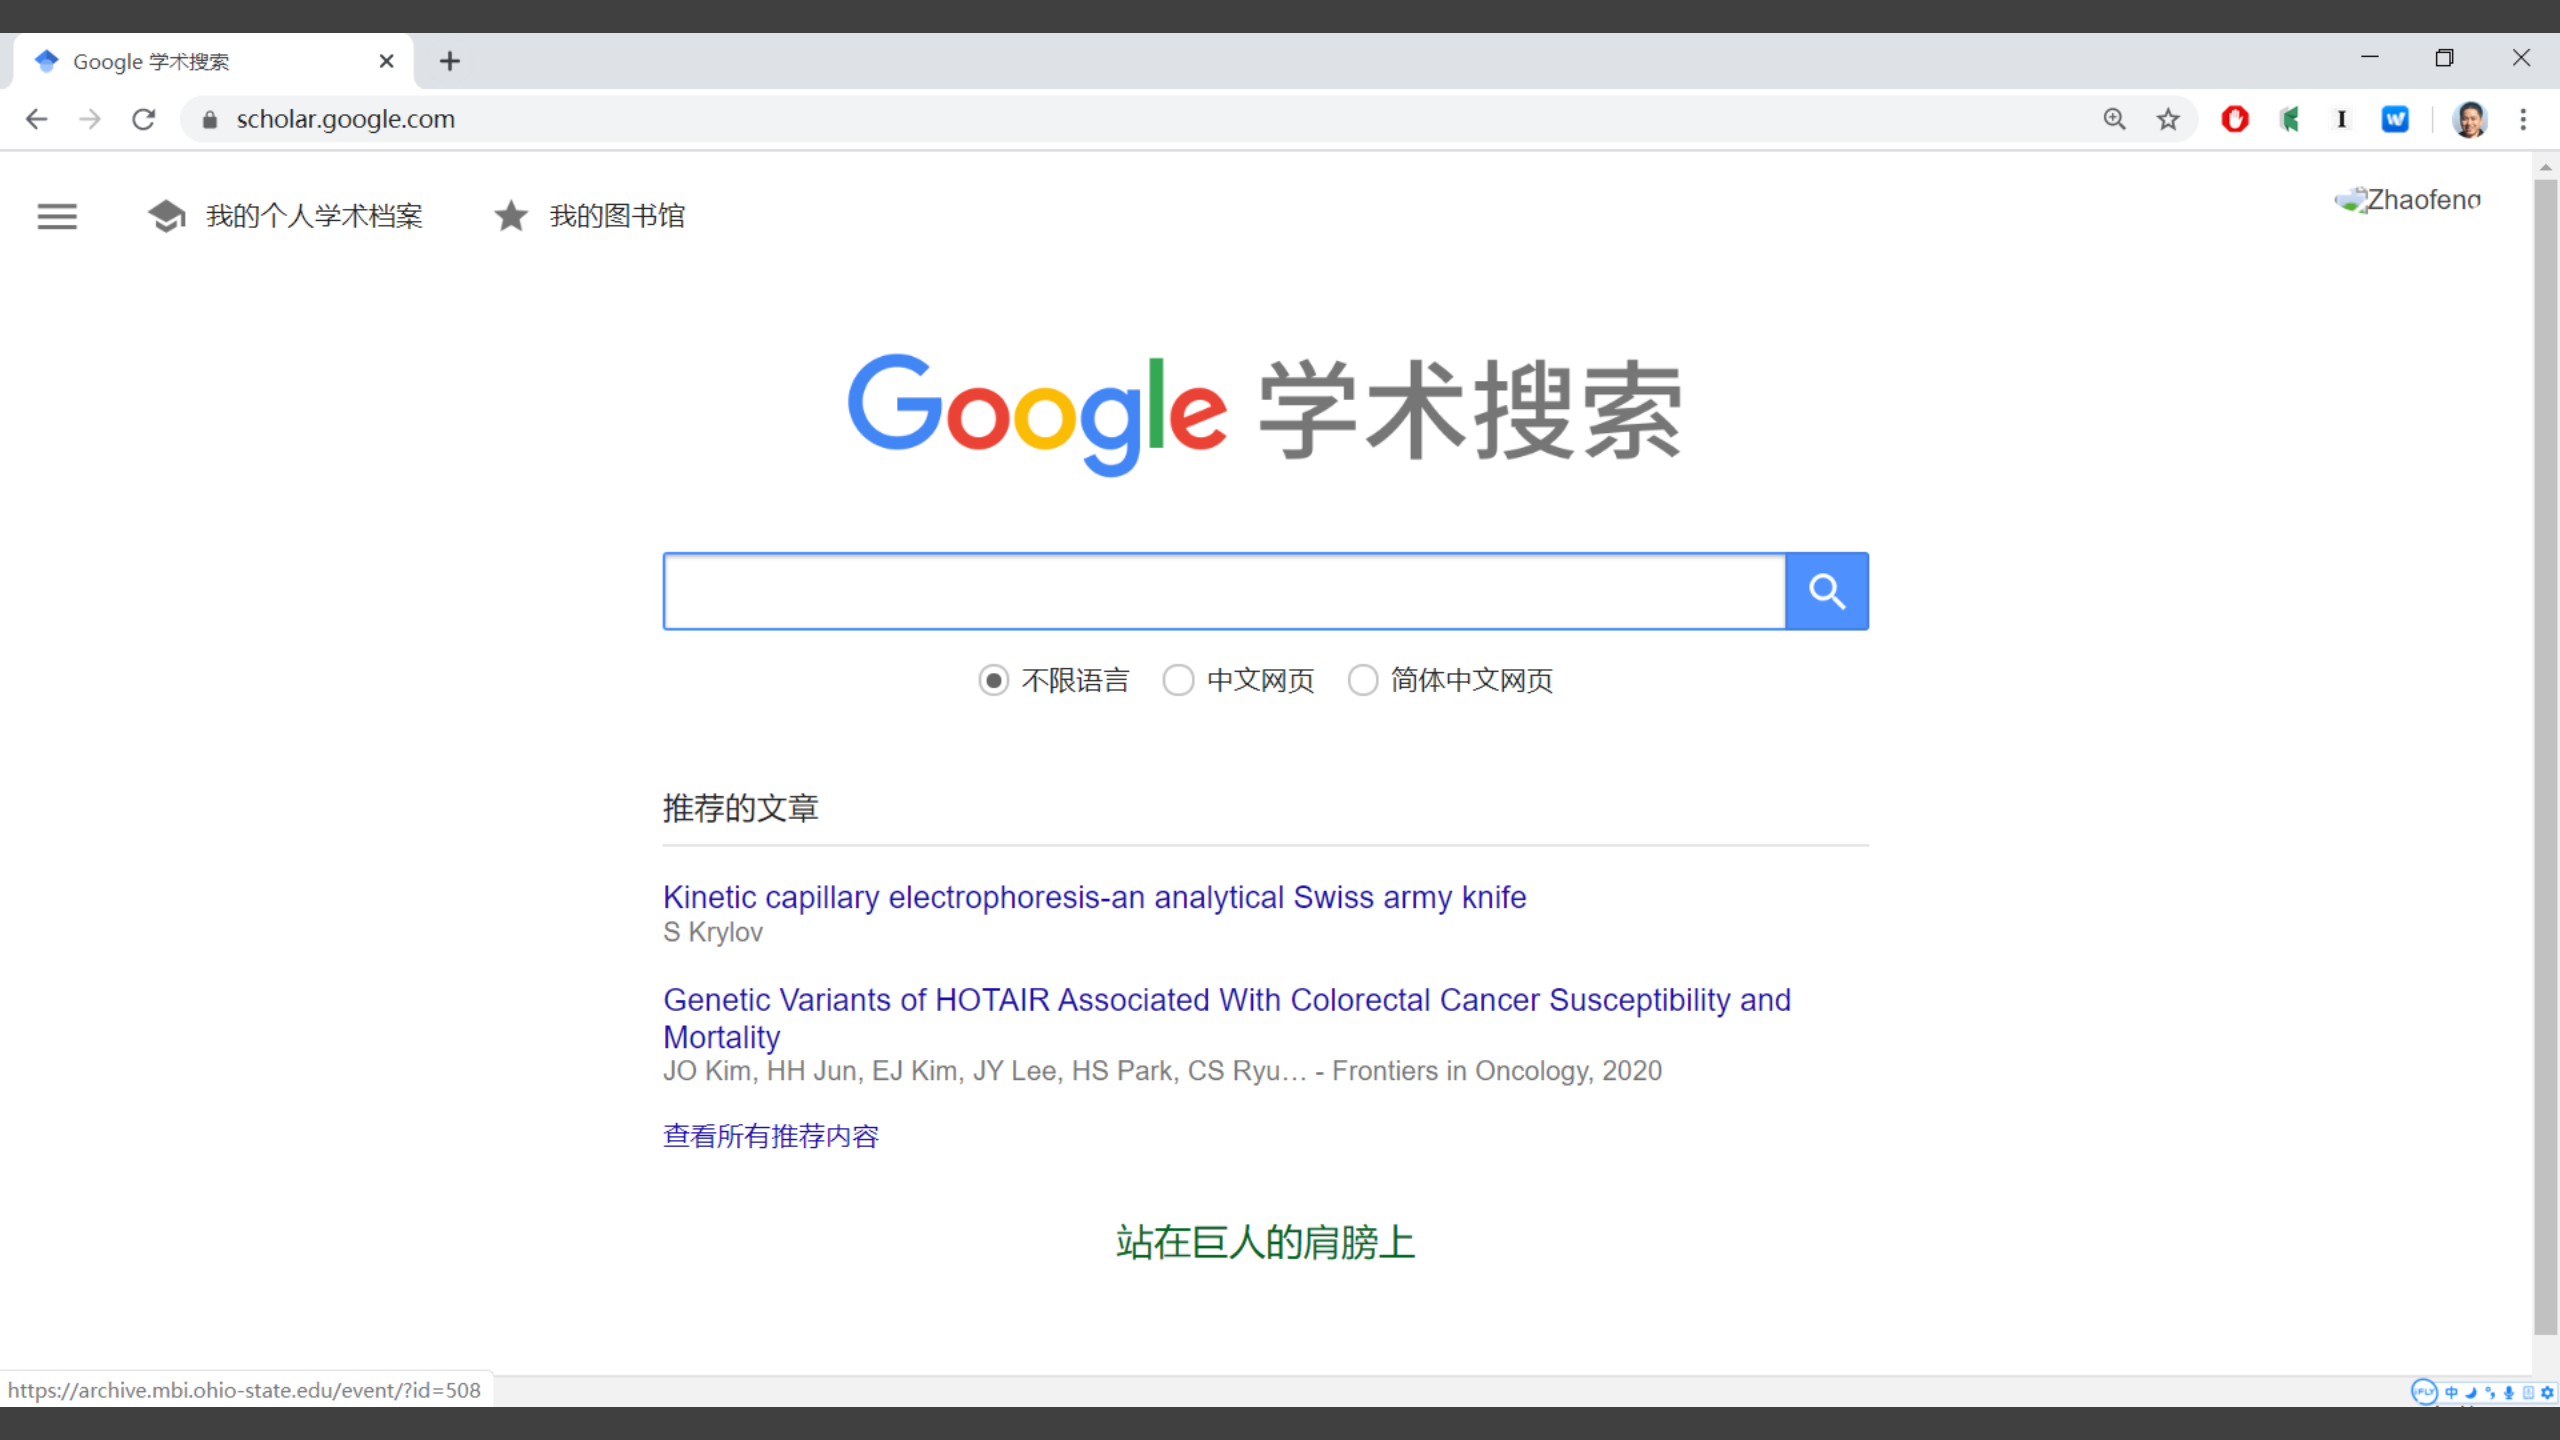 Google 学术搜索
scholar.google.com
我的个人学术档案 我的图书馆
Zhaofeng
Google 学术搜索
不限语言 中文网页 简体中文网页
推荐的文章
Kinetic capillary electrophoresis-an analytical Swiss army knife
S Krylov
Genetic Variants of HOTAIR Associated With Colorectal Cancer Susceptibility and
Mortality
JO Kim, HH Jun, EJ Kim, JY Lee, HS Park, CS Ryu… - Frontiers in Oncology, 2020
查看所有推荐内容
站在巨人的肩膀上
https://archive.mbi.ohio-state.edu/event/?id=508
iFLY 中